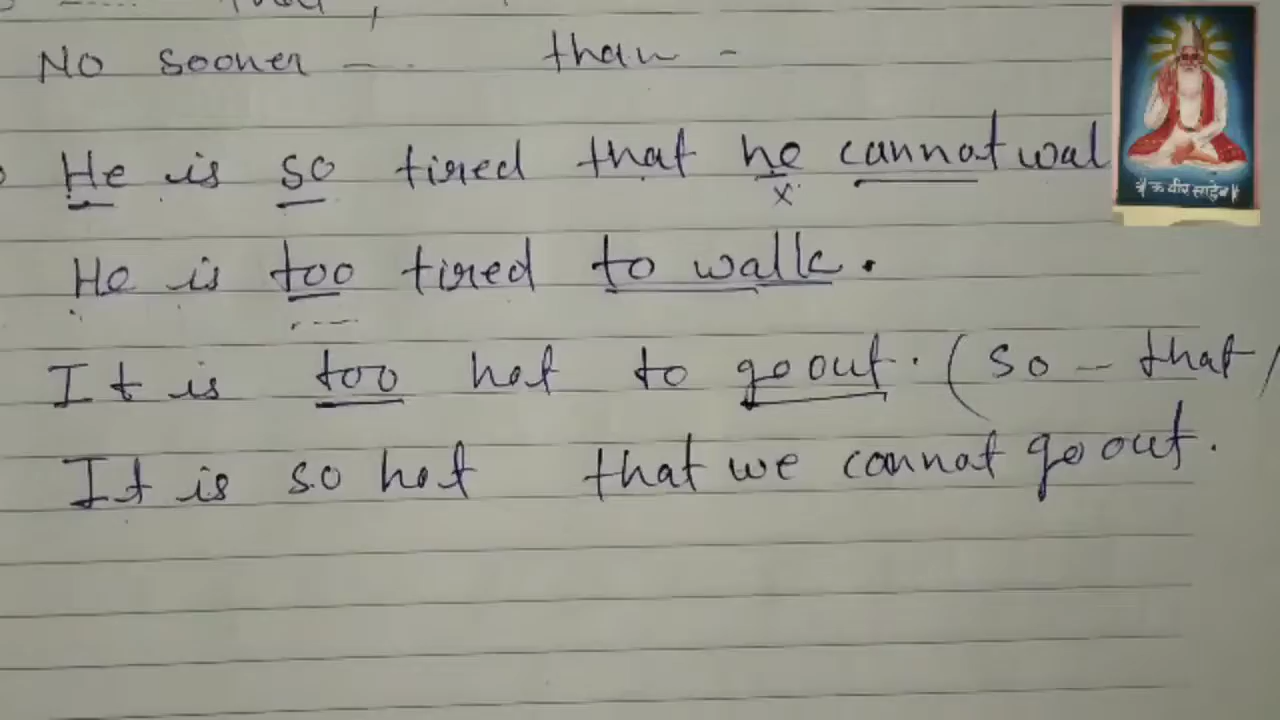 No sooner - .. than -
He is so tired that he cannot wal
x
He is too tired to walk.
It is too hot to go out. (so - that)
It is so hot that we cannot go out.